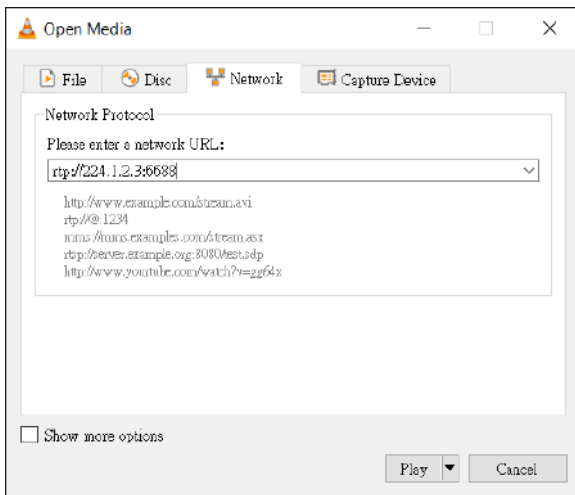 Open Media
File Disc Network Capture Device
Network Protocol
Please enter a network URL:
rtp://224.1.2.3:6688
http://www.example.com/stream.avi
rtp://@:1234
mms://mms.examples.com/stream.asx
rtsp://server.example.org:8080/test.sdp
http://www.yourtube.com/watch?v=gg64x
Show more options
Play Cancel